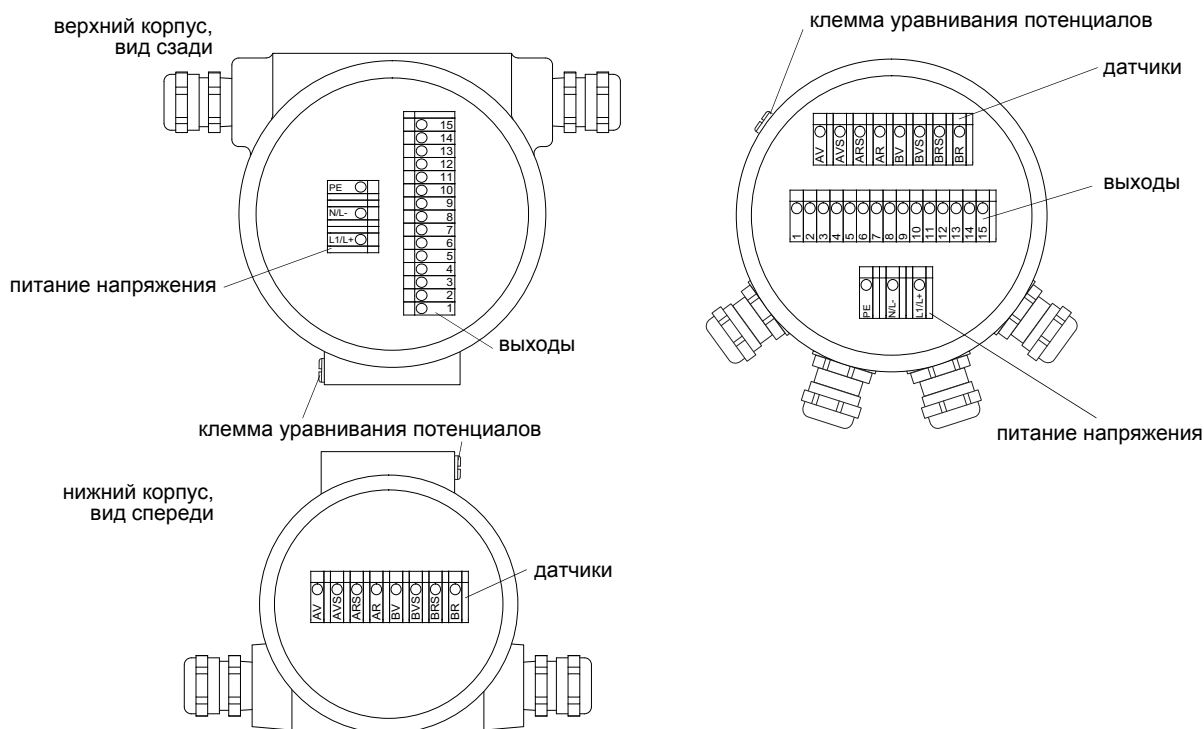 верхний корпус,
вид сзади
15
14
13
12
11
10
9
8
7
6
5
4
3
2
1
PE
N/L-
L1/L+
питание напряжения
выходы
клемма уравнивания потенциалов
нижний корпус,
вид спереди
AV AVS ARS AR BV BVS BRS BR
датчики
клемма уравнивания потенциалов
датчики
AV AVS ARS AR BV BVS BRS BR
выходы
1 2 3 4 5 6 7 8 9 10 11 12 13 14 15
PE N/L- L1/L+
питание напряжения